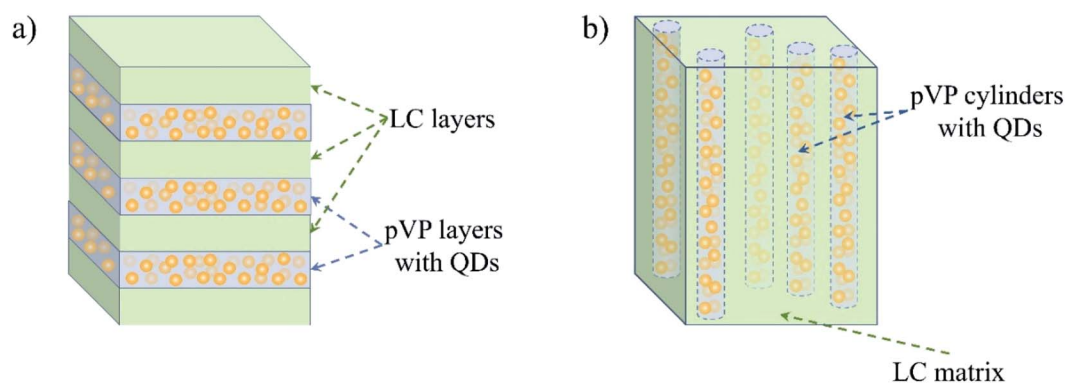 a)
LC layers
pVP layers
with QDs
b)
pVP cylinders
with QDs
LC matrix